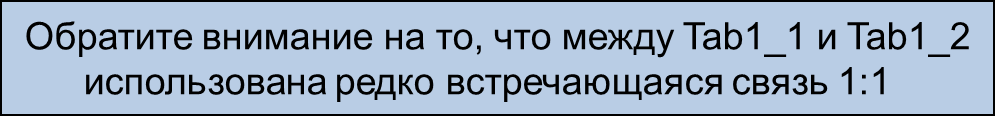 Обратите внимание на то, что между Tab1_1 и Tab1_2
использована редко встречающаяся связь 1:1